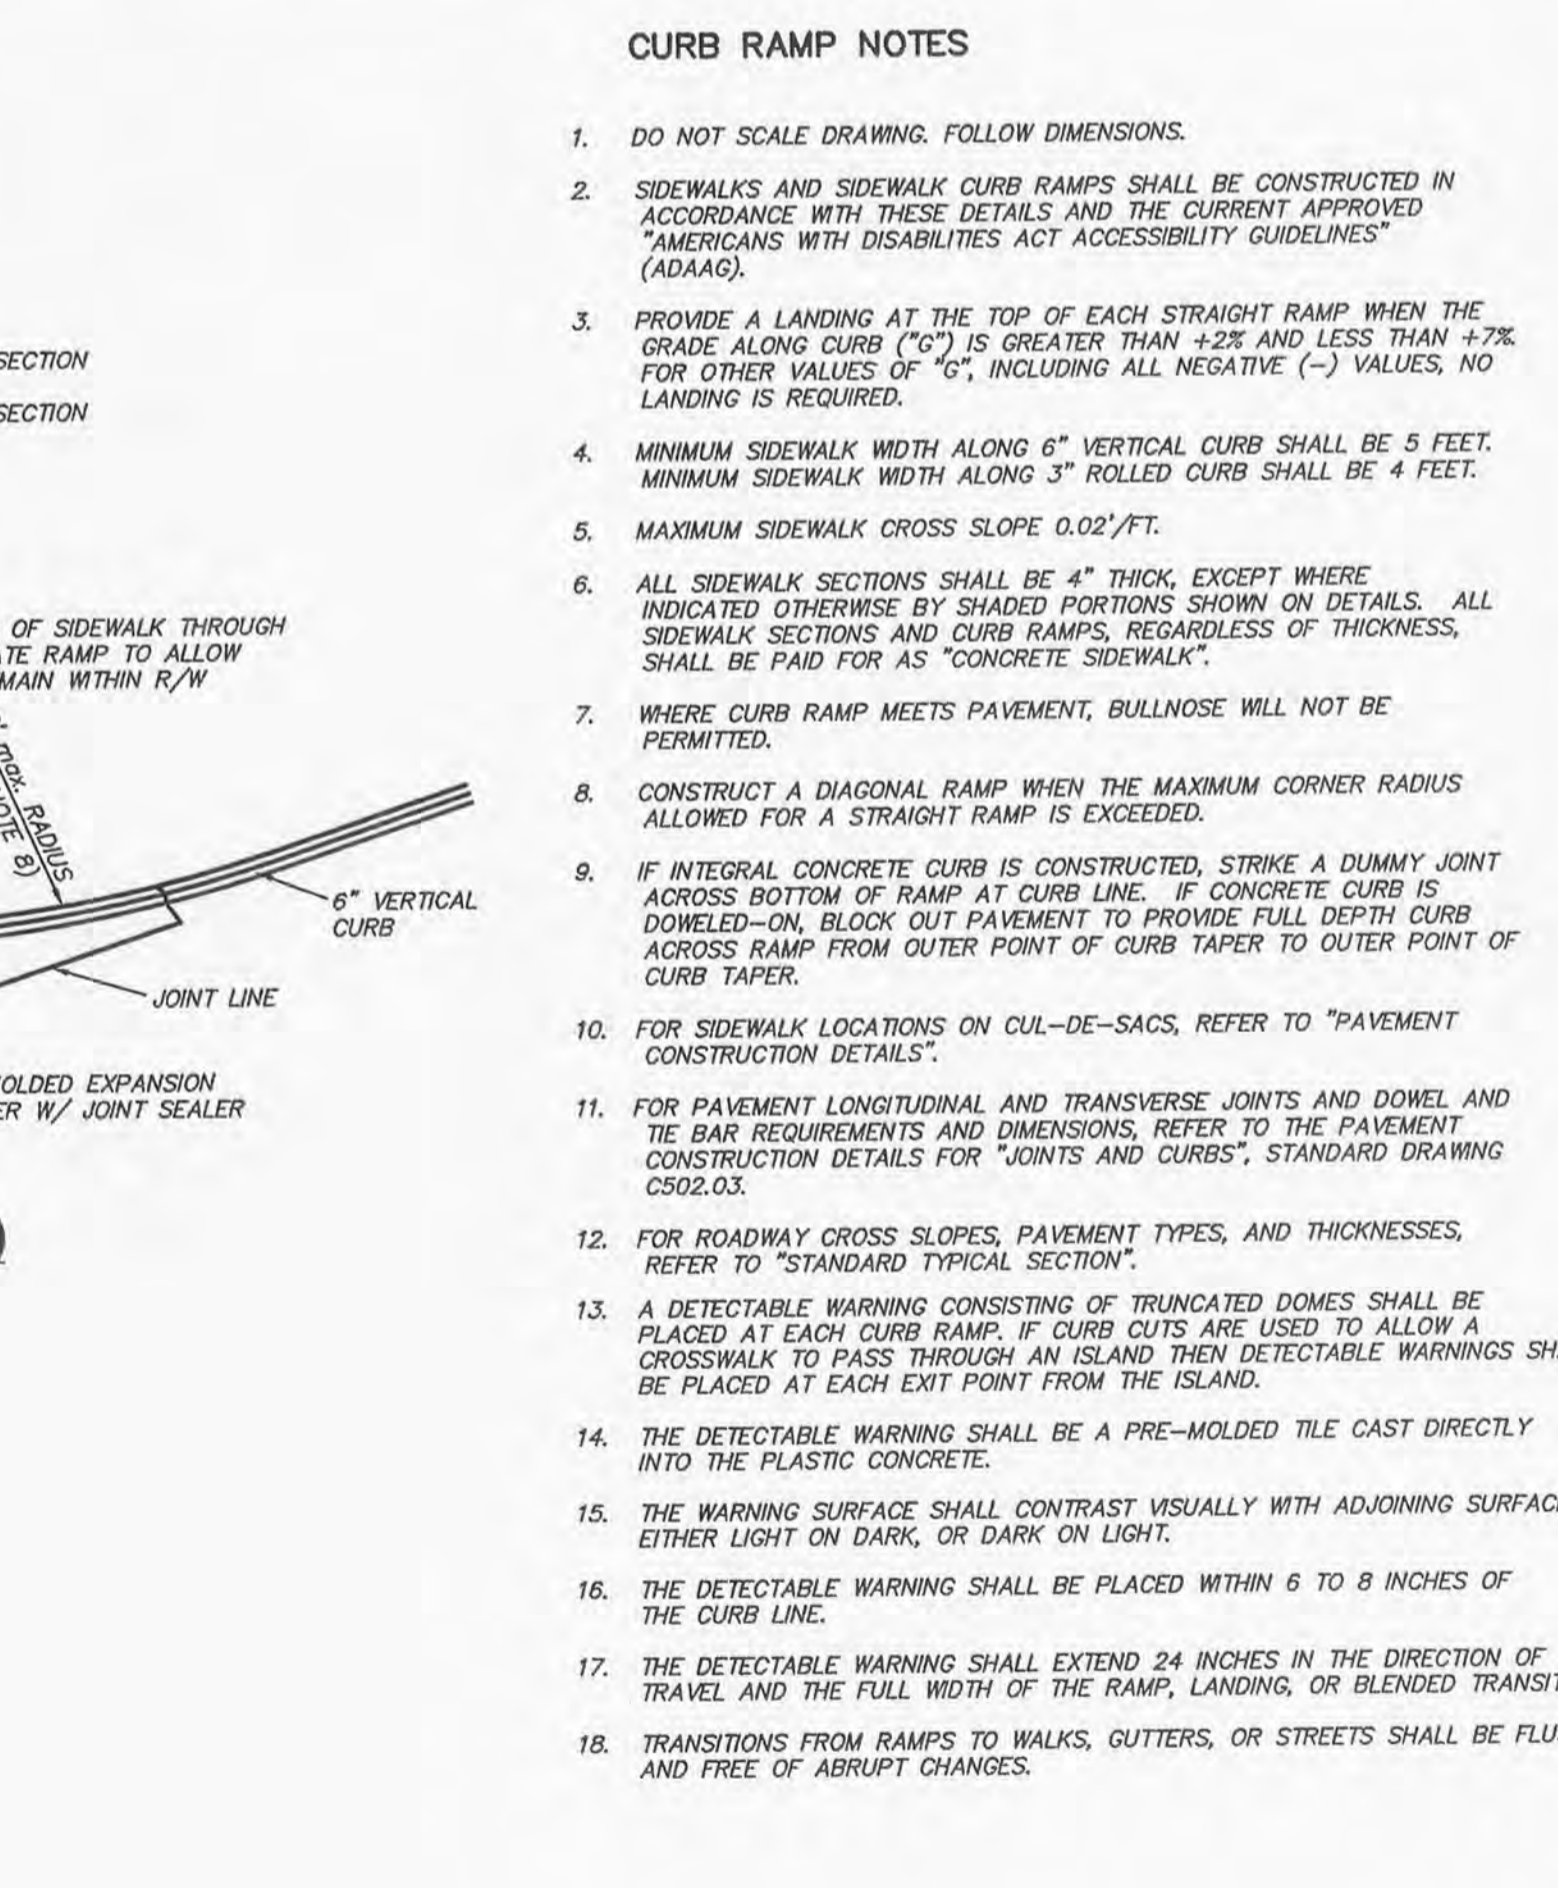 CURB RAMP NOTES
1. DO NOT SCALE DRAWING. FOLLOW DIMENSIONS.
2. SIDEWALKS AND SIDEWALK CURB RAMPS SHALL BE CONSTRUCTED IN
ACCORDANCE WITH THESE DETAILS AND THE CURRENT APPROVED
"AMERICANS WITH DISABILITIES ACT ACCESSIBILITY GUIDELINES"
(ADAAG).
3. PROVIDE A LANDING AT THE TOP OF EACH STRAIGHT RAMP WHEN THE
GRADE ALONG CURB ("G") IS GREATER THAN +2% AND LESS THAN +7%.
FOR OTHER VALUES OF "G", INCLUDING ALL NEGATIVE (-) VALUES, NO
LANDING IS REQUIRED.
4. MINIMUM SIDEWALK WIDTH ALONG 6" VERTICAL CURB SHALL BE 5 FEET.
MINIMUM SIDEWALK WIDTH ALONG 3" ROLLED CURB SHALL BE 4 FEET.
5. MAXIMUM SIDEWALK CROSS SLOPE 0.02'/FT.
6. ALL SIDEWALK SECTIONS SHALL BE 4" THICK, EXCEPT WHERE
INDICATED OTHERWISE BY SHADED PORTIONS SHOWN ON DETAILS. ALL
SIDEWALK SECTIONS AND CURB RAMPS, REGARDLESS OF THICKNESS,
SHALL BE PAID FOR AS "CONCRETE SIDEWALK".
7. WHERE CURB RAMP MEETS PAVEMENT, BULLNOSE WILL NOT BE
PERMITTED.
8. CONSTRUCT A DIAGONAL RAMP WHEN THE MAXIMUM CORNER RADIUS
ALLOWED FOR A STRAIGHT RAMP IS EXCEEDED.
9. IF INTEGRAL CONCRETE CURB IS CONSTRUCTED, STRIKE A DUMMY JOINT
ACROSS BOTTOM OF RAMP AT CURB LINE. IF CONCRETE CURB IS
DOWELED-ON, BLOCK OUT PAVEMENT TO PROVIDE FULL DEPTH CURB
ACROSS RAMP FROM OUTER POINT OF CURB TAPER TO OUTER POINT OF
CURB TAPER.
10. FOR SIDEWALK LOCATIONS ON CUL-DE-SACS, REFER TO "PAVEMENT
CONSTRUCTION DETAILS".
11. FOR PAVEMENT LONGITUDINAL AND TRANSVERSE JOINTS AND DOWEL AND
TIE BAR REQUIREMENTS AND DIMENSIONS, REFER TO THE PAVEMENT
CONSTRUCTION DETAILS FOR "JOINTS AND CURBS", STANDARD DRAWING
C502.03.
12. FOR ROADWAY CROSS SLOPES, PAVEMENT TYPES, AND THICKNESSES,
REFER TO "STANDARD TYPICAL SECTION".
13. A DETECTABLE WARNING CONSISTING OF TRUNCATED DOMES SHALL BE
PLACED AT EACH CURB RAMP. IF CURB CUTS ARE USED TO ALLOW A
CROSSWALK TO PASS THROUGH AN ISLAND THEN DETECTABLE WARNINGS
BE PLACED AT EACH EXIT POINT FROM THE ISLAND.
14. THE DETECTABLE WARNING SHALL BE A PRE-MOLDED TILE CAST DIRECTLY
INTO THE PLASTIC CONCRETE.
15. THE WARNING SURFACE SHALL CONTRAST VISUALLY WITH ADJOINING
EITHER LIGHT ON DARK, OR DARK ON LIGHT.
16. THE DETECTABLE WARNING SHALL BE PLACED WITHIN 6 TO 8 INCHES OF
THE CURB LINE.
17. THE DETECTABLE WARNING SHALL EXTEND 24 INCHES IN THE DIRECTION OF
TRAVEL AND THE FULL WIDTH OF THE RAMP, LANDING, OR BLENDED
18. TRANSITIONS FROM RAMPS TO WALKS, GUTTERS, OR STREETS SHALL BE
AND FREE OF ABRUPT CHANGES.
SECTION
SECTION
OF SIDEWALK THROUGH
TE RAMP TO ALLOW
MAIN WITHIN R/W
max. RADIUS
NOTE 8)
6" VERTICAL
CURB
JOINT LINE
OLDED EXPANSION
ER W/ JOINT SEALER